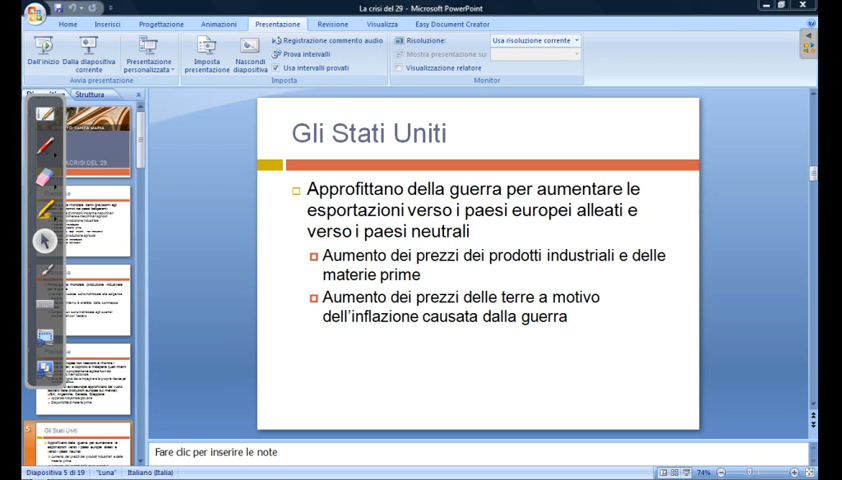 La crisi del 29 - Microsoft PowerPoint
Home Inserisci Progettazione Animazioni Presentazione Revisione Visualizza Easy Document Creator
Dall'inizio
Dalla diapositiva corrente
Presentazione personalizzata
Avvia presentazione
Imposta presentazione
Nascondi diapositiva
Registrazione commento audio
Prova intervalli
Usa intervalli provati
Imposta
Risoluzione: Usa risoluzione corrente
Mostra presentazione su:
Visualizzazione relatore
Monitor
Struttura
SANTA MARIA
CRISI DEL '29
5
Gli Stati Uniti
Gli Stati Uniti
Approfittano della guerra per aumentare le
esportazioni verso i paesi europei alleati e
verso i paesi neutrali
Aumento dei prezzi dei prodotti industriali e delle
materie prime
Aumento dei prezzi delle terre a motivo
dell'inflazione causata dalla guerra
Fare clic per inserire le note
Diapositiva 5 di 19 "Luna" Italiano (Italia) 74%